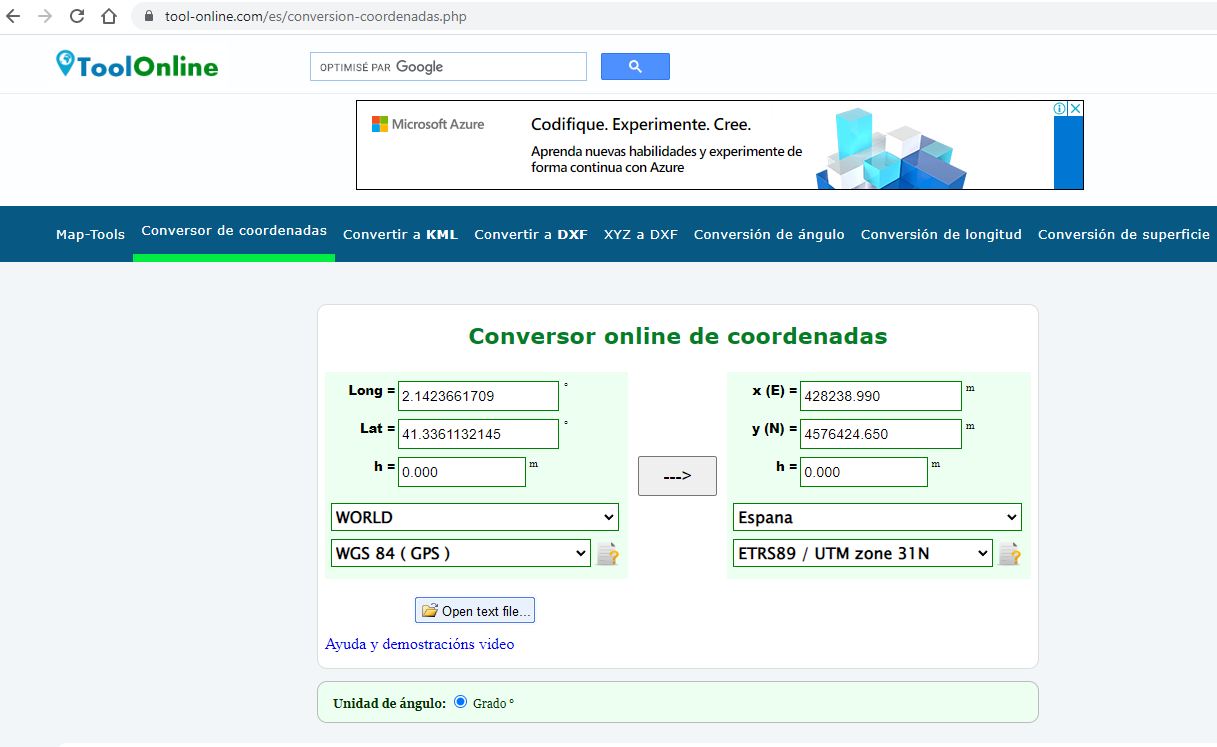 tool-online.com/es/conversion-coordenadas.php
ToolOnline
OPTIMISÉ PAR Google
Microsoft Azure
Codifique. Experimente. Cree.
Aprenda nuevas habilidades y experimente de
forma continua con Azure
Map-Tools Conversor de coordenadas Convertir a KML Convertir a DXF XYZ a DXF Conversión de ángulo Conversión de longitud Conversión de superficie
Conversor online de coordenadas
Long = 2.1423661709 °
Lat = 41.3361132145 °
h = 0.000 m
WORLD
WGS 84 ( GPS )
--->
x (E) = 428238.990 m
y (N) = 4576424.650 m
h = 0.000 m
Espana
ETRS89 / UTM zone 31N
Open text file...
Ayuda y demostracións video
Unidad de ángulo: Grado °